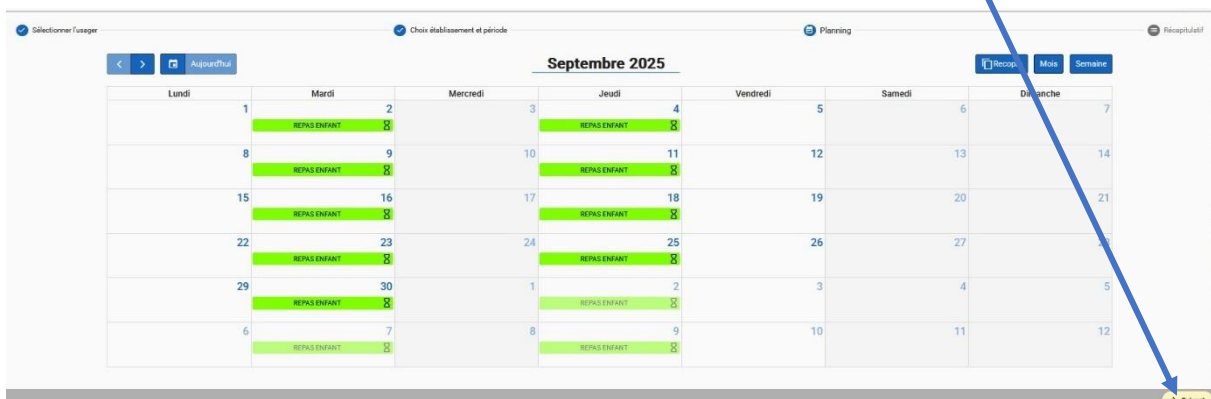 Sélectionner l'usager Choix établissement et période Planning Récapitulatif
Aujourd'hui Septembre 2025 Mois Semaine
Lundi Mardi Mercredi Jeudi Vendredi Samedi Dimanche
1 2 3 4 5 6 7
REPAS ENFANT REPAS ENFANT
8 9 10 11 12 13 14
REPAS ENFANT REPAS ENFANT
15 16 17 18 19 20 21
REPAS ENFANT REPAS ENFANT
22 23 24 25 26 27 28
REPAS ENFANT REPAS ENFANT
29 30 1 2 3 4 5
REPAS ENFANT REPAS ENFANT
6 7 8 9 10 11 12
REPAS ENFANT REPAS ENFANT